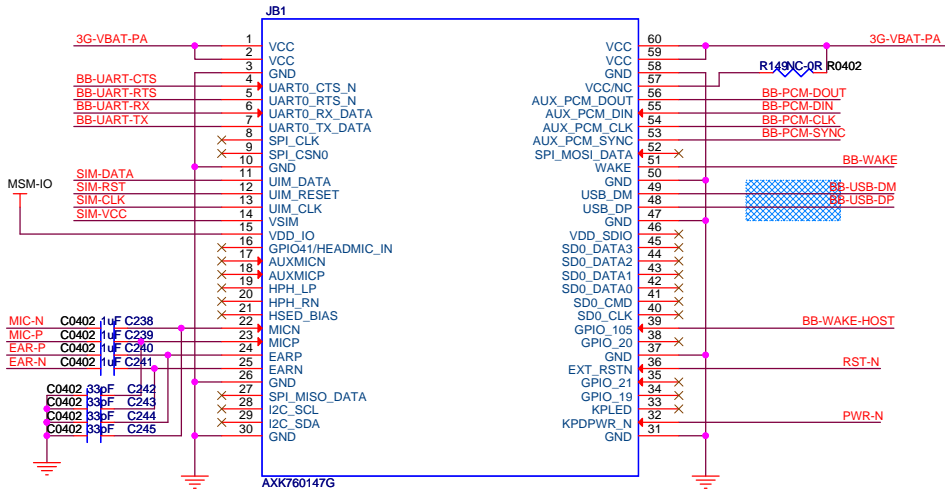 JB1
3G-VBAT-PA 1 VCC VCC 60 3G-VBAT-PA
2 VCC VCC 59
3 GND GND 58 R149 NC-0R R0402
BB-UART-CTS 4 UART0_CTS_N VCC/NC 57
BB-UART-RTS 5 UART0_RTS_N AUX_PCM_DOUT 56 BB-PCM-DOUT
BB-UART-RX 6 UART0_RX_DATA AUX_PCM_DIN 55 BB-PCM-DIN
BB-UART-TX 7 UART0_TX_DATA AUX_PCM_CLK 54 BB-PCM-CLK
8 SPI_CLK AUX_PCM_SYNC 53 BB-PCM-SYNC
9 SPI_CSN0 SPI_MOSI_DATA 52
10 GND WAKE 51 BB-WAKE
SIM-DATA 11 UIM_DATA GND 50
MSM-IO
SIM-RST 12 UIM_RESET USB_DM 49 BB-USB-DM
SIM-CLK 13 UIM_CLK USB_DP 48 BB-USB-DP
SIM-VCC 14 VSIM GND 47
15 VDD_IO VDD_SDIO 46
16 GPIO41/HEADMIC_IN SD0_DATA3 45
17 AUXMICN SD0_DATA2 44
18 AUXMICP SD0_DATA1 43
19 HPH_LP SD0_DATA0 42
20 HPH_RN SD0_CMD 41
21 HSED_BIAS SD0_CLK 40
MIC-N C0402 1uF C238 22 MICN GPIO_105 39 BB-WAKE-HOST
MIC-P C0402 1uF C239 23 MICP GPIO_20 38
EAR-P C0402 1uF C240 24 EARP GND 37
EAR-N C0402 1uF C241 25 EARN EXT_RSTN 36 RST-N
26 GND GPIO_21 35
C0402 33pF C242 27 SPI_MISO_DATA GPIO_19 34
C0402 33pF C243 28 I2C_SCL KPLED 33
C0402 33pF C244 29 I2C_SDA KPDPWR_N 32 PWR-N
C0402 33pF C245 30 GND GND 31
AXK760147G